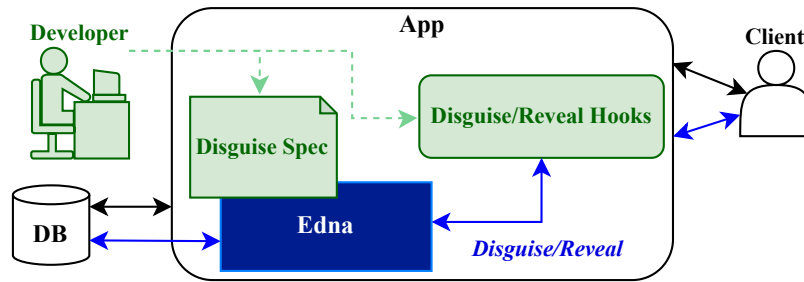 App
Developer
Client
Disguise/Reveal Hooks
Disguise Spec
Edna
DB
Disguise/Reveal